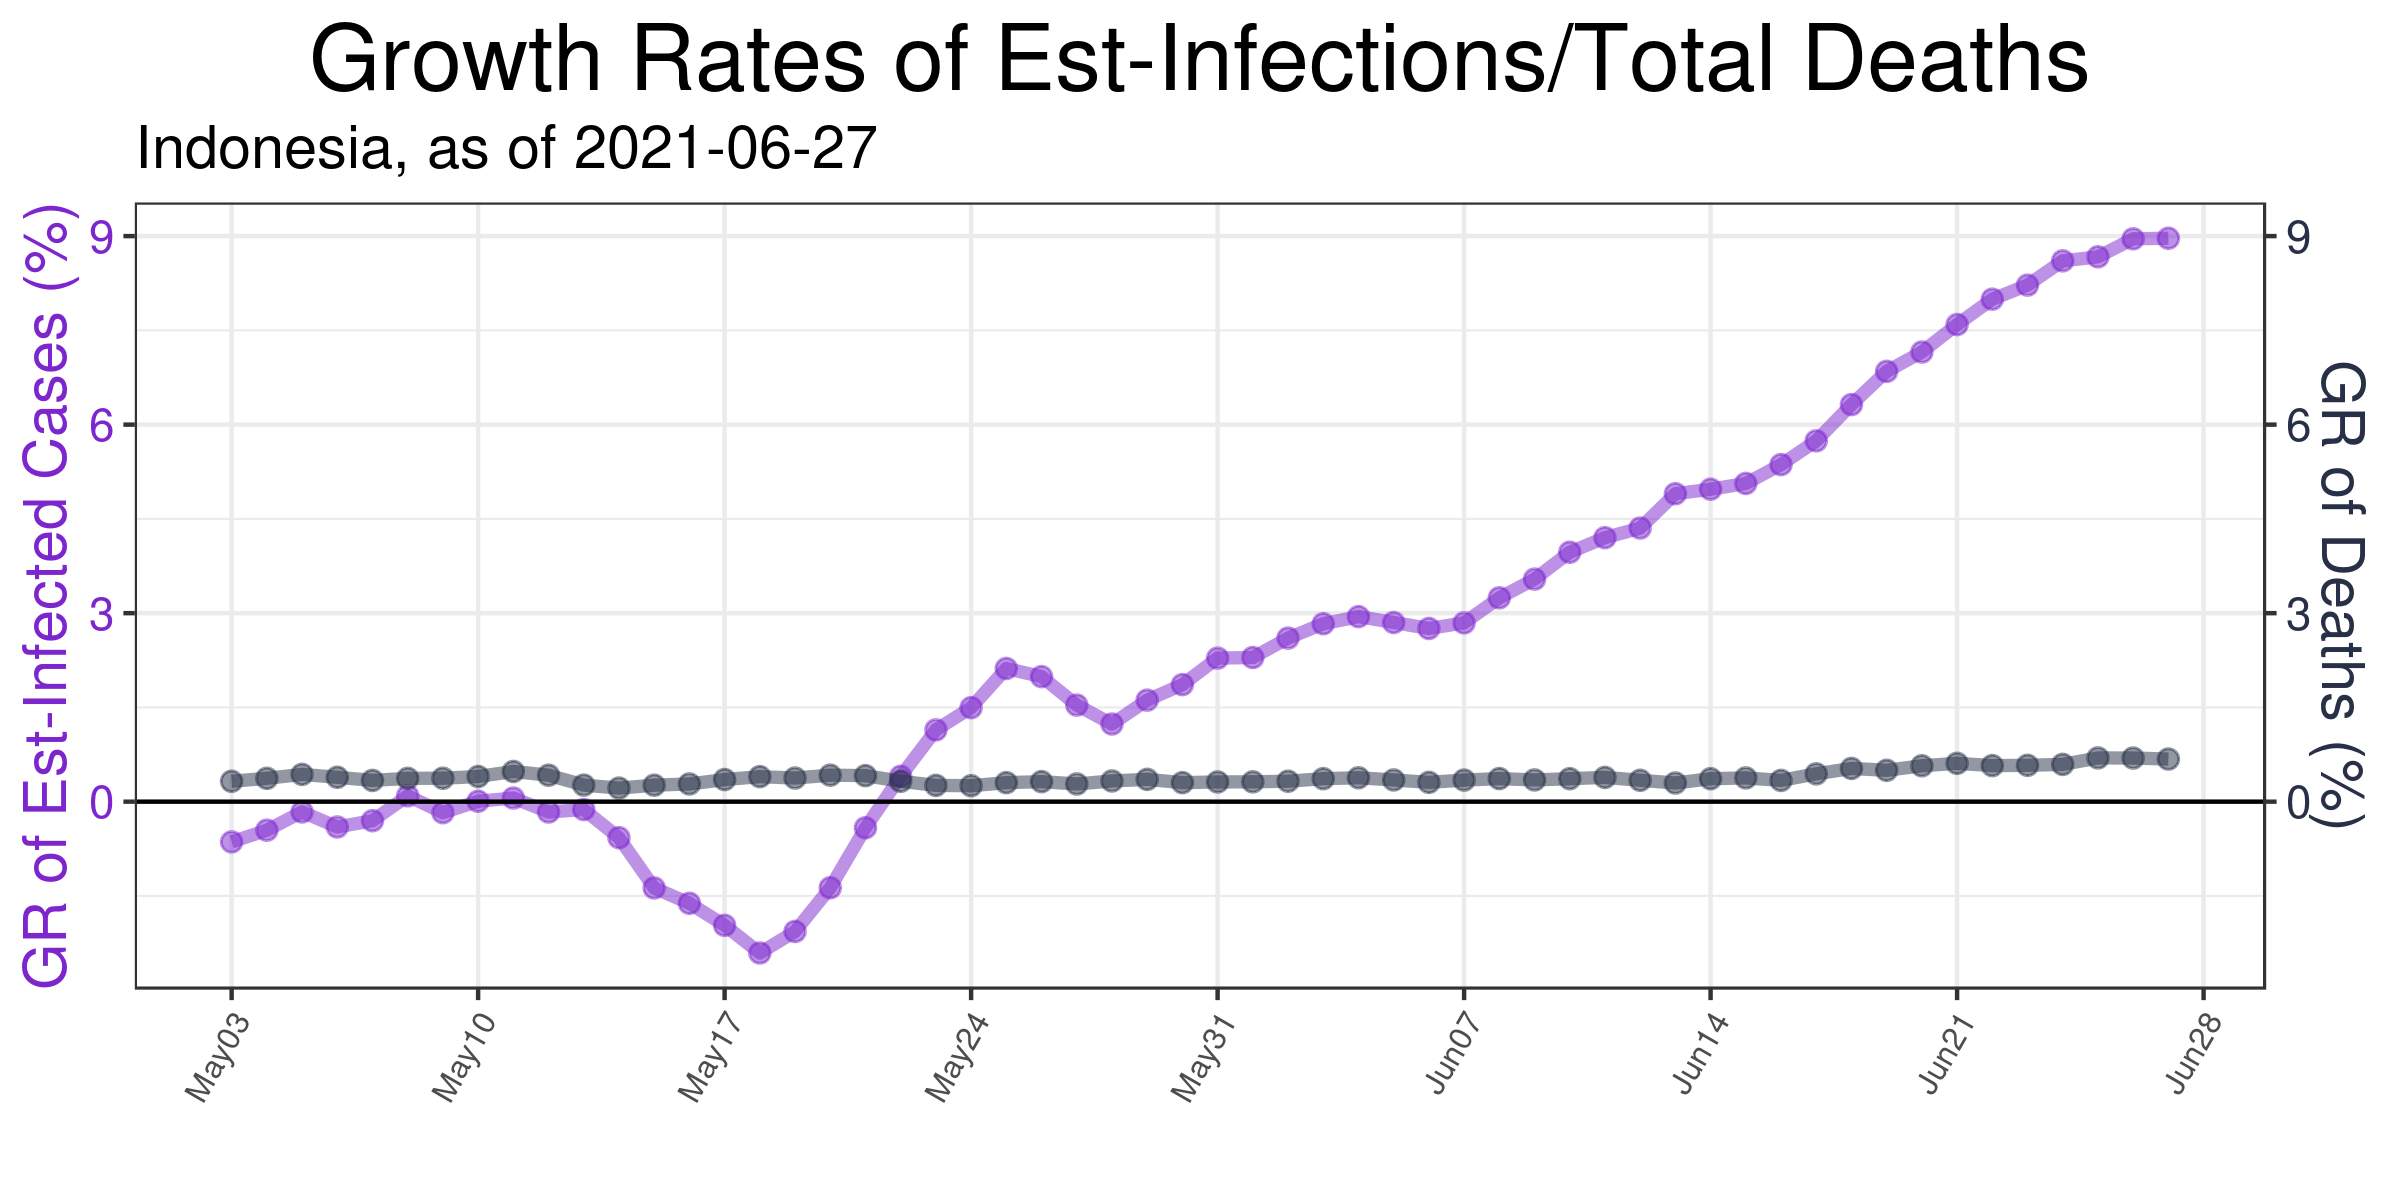 Growth Rates of Est-Infections/Total Deaths
Indonesia, as of 2021-06-27
GR of Est-Infected Cases (%)
9
6
3
0
9
6
3
0
GR of Deaths (%)
May03
May10
May17
May24
May31
Jun07
Jun14
Jun21
Jun28